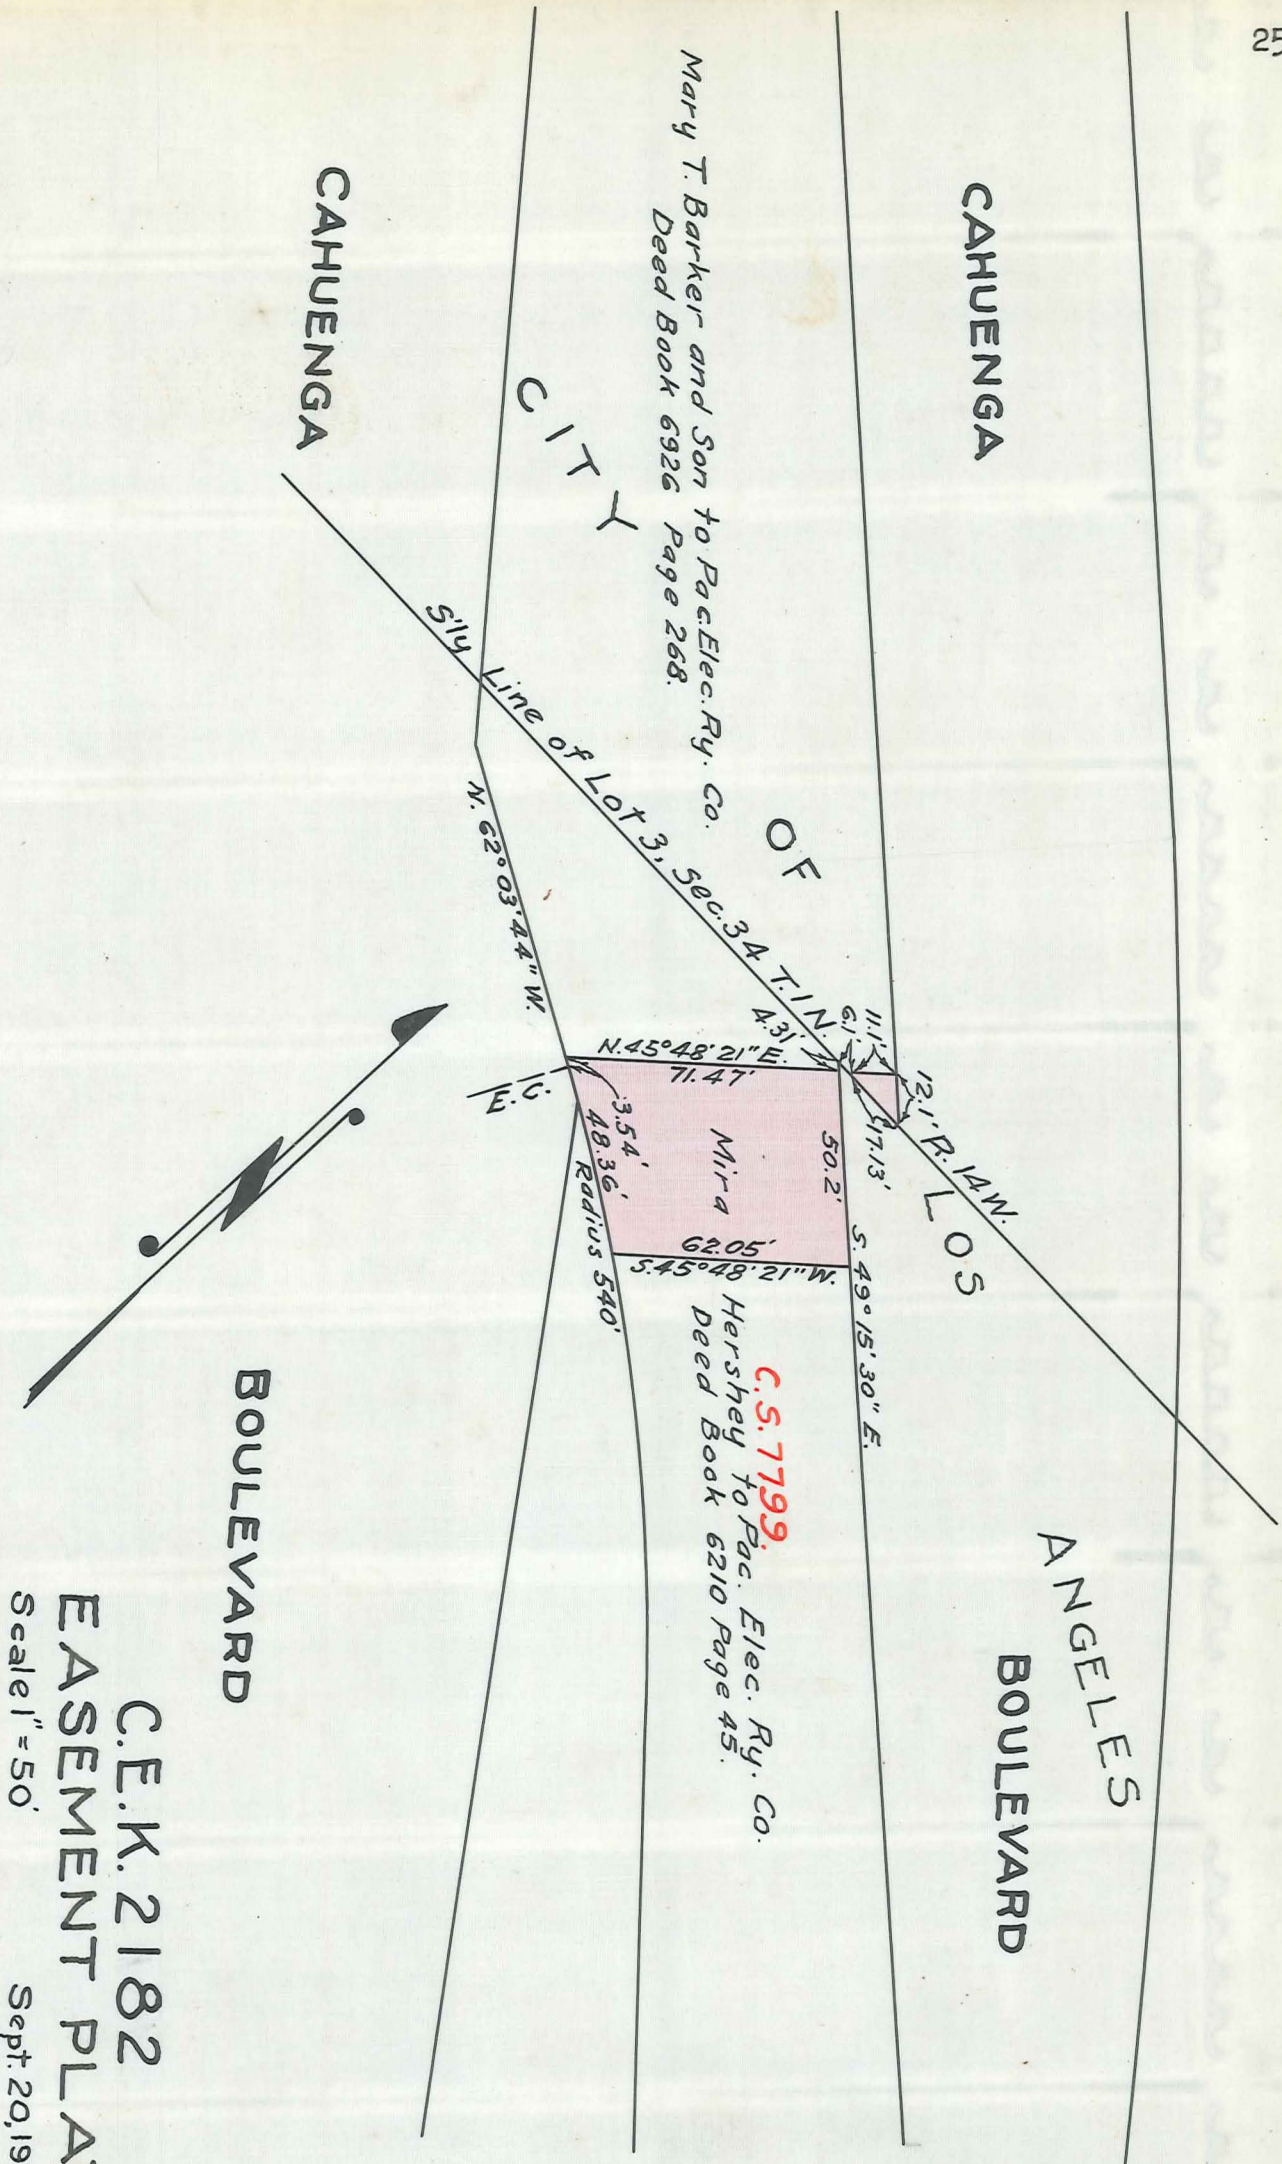 25
CAHUENGA
BOULEVARD
CITY OF LOS ANGELES
Mary T. Barker and Son to Pac. Elec. Ry. Co.
Deed Book 6926 Page 268.
S'ly Line of Lot 3, Sec. 34 T. 1 N. R. 14 W.
11.1'
6.1'
4.31'
12.1'
17.13'
N. 45° 48' 21" E.
71.47'
50.2'
S. 49° 15' 30" E.
Mira
Hershey to Pac. Elec. Ry. Co.
Deed Book 6210 Page 45.
C.S. 7799.
62.05'
S. 45° 48' 21" W.
3.54'
48.36'
Radius 540'
N. 62° 03' 44" W.
E.C.
CAHUENGA
BOULEVARD
C.E.K. 2182
EASEMENT PLA
Scale 1" = 50'
Sept. 20, 19